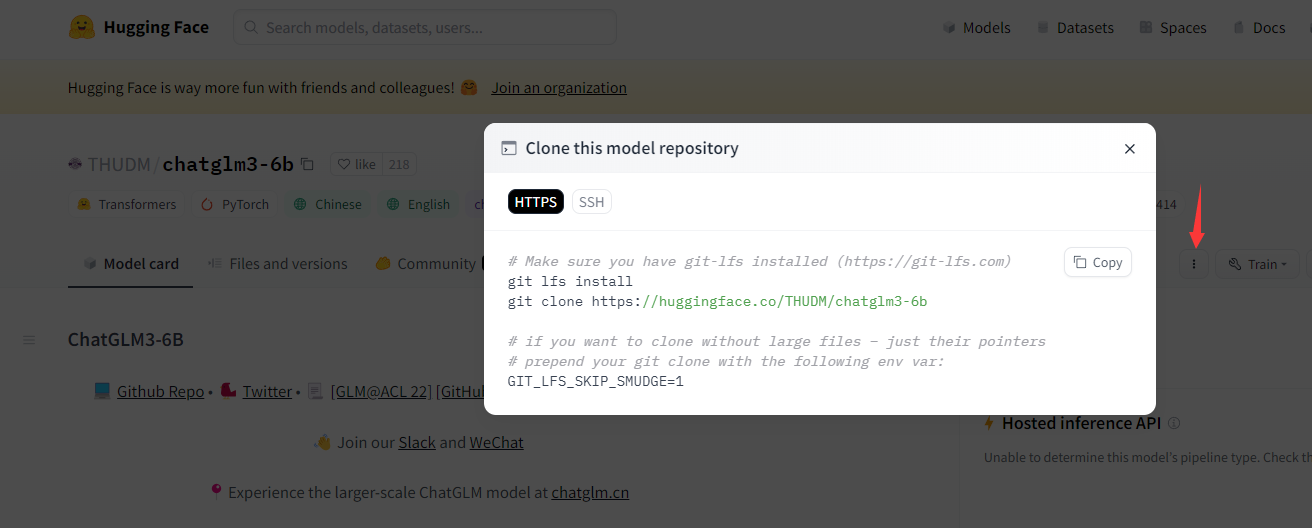 Hugging Face
Search models, datasets, users...
Models
Datasets
Spaces
Docs
Hugging Face is way more fun with friends and colleagues! 🤗 Join an organization
Clone this model repository
HTTPS
SSH
# Make sure you have git-lfs installed (https://git-lfs.com)
git lfs install
git clone https://huggingface.co/THUDM/chatglm3-6b
# if you want to clone without large files – just their pointers
# prepend your git clone with the following env var:
GIT_LFS_SKIP_SMUDGE=1
Copy
THUDM/chatglm3-6b
like 218
Transformers
PyTorch
Chinese
English
414
Model card
Files and versions
Community
Train
ChatGLM3-6B
💻 Github Repo • 🐦 Twitter • 📃 [GLM@ACL 22] [GitHu
👋 Join our Slack and WeChat
📍Experience the larger-scale ChatGLM model at chatglm.cn
Hosted inference API
Unable to determine this model's pipeline type. Check th